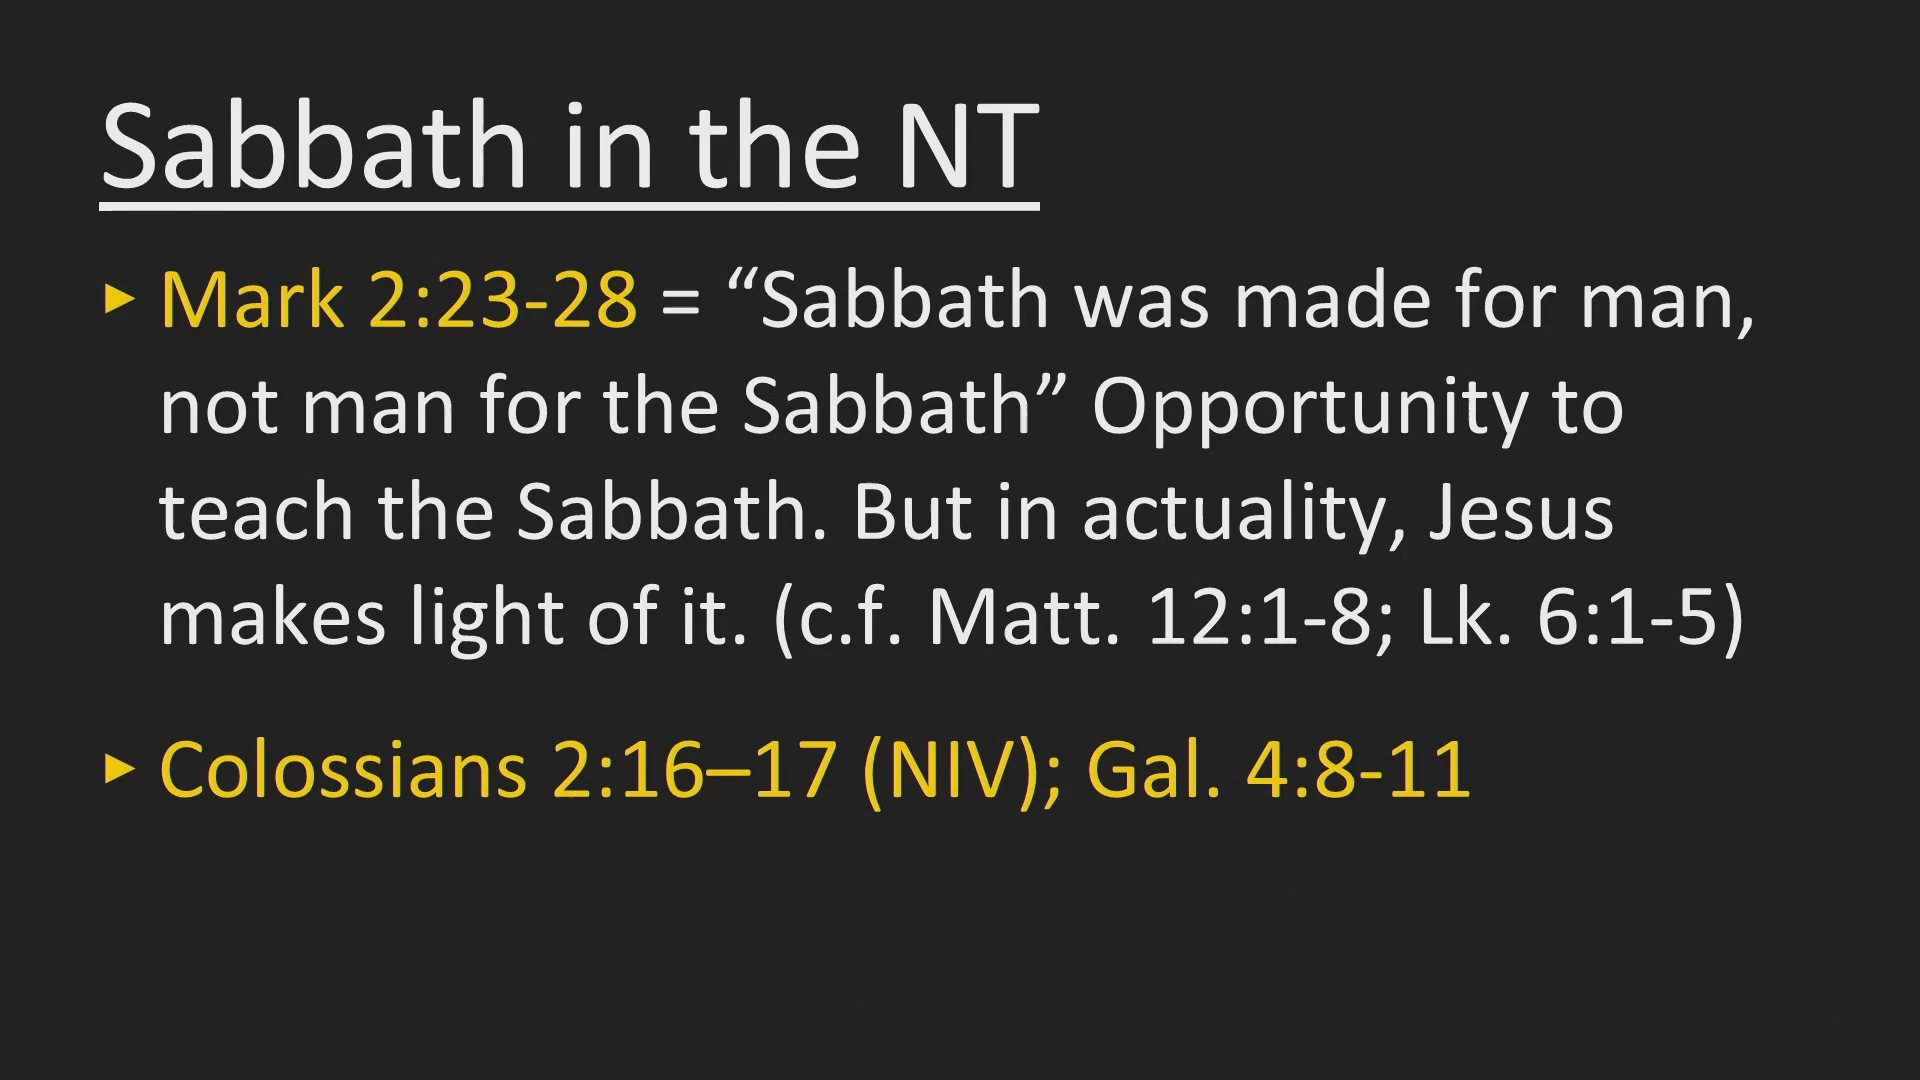 Sabbath in the NT
▸ Mark 2:23-28 = “Sabbath was made for man,
not man for the Sabbath” Opportunity to
teach the Sabbath. But in actuality, Jesus
makes light of it. (c.f. Matt. 12:1-8; Lk. 6:1-5)
▸ Colossians 2:16–17 (NIV); Gal. 4:8-11